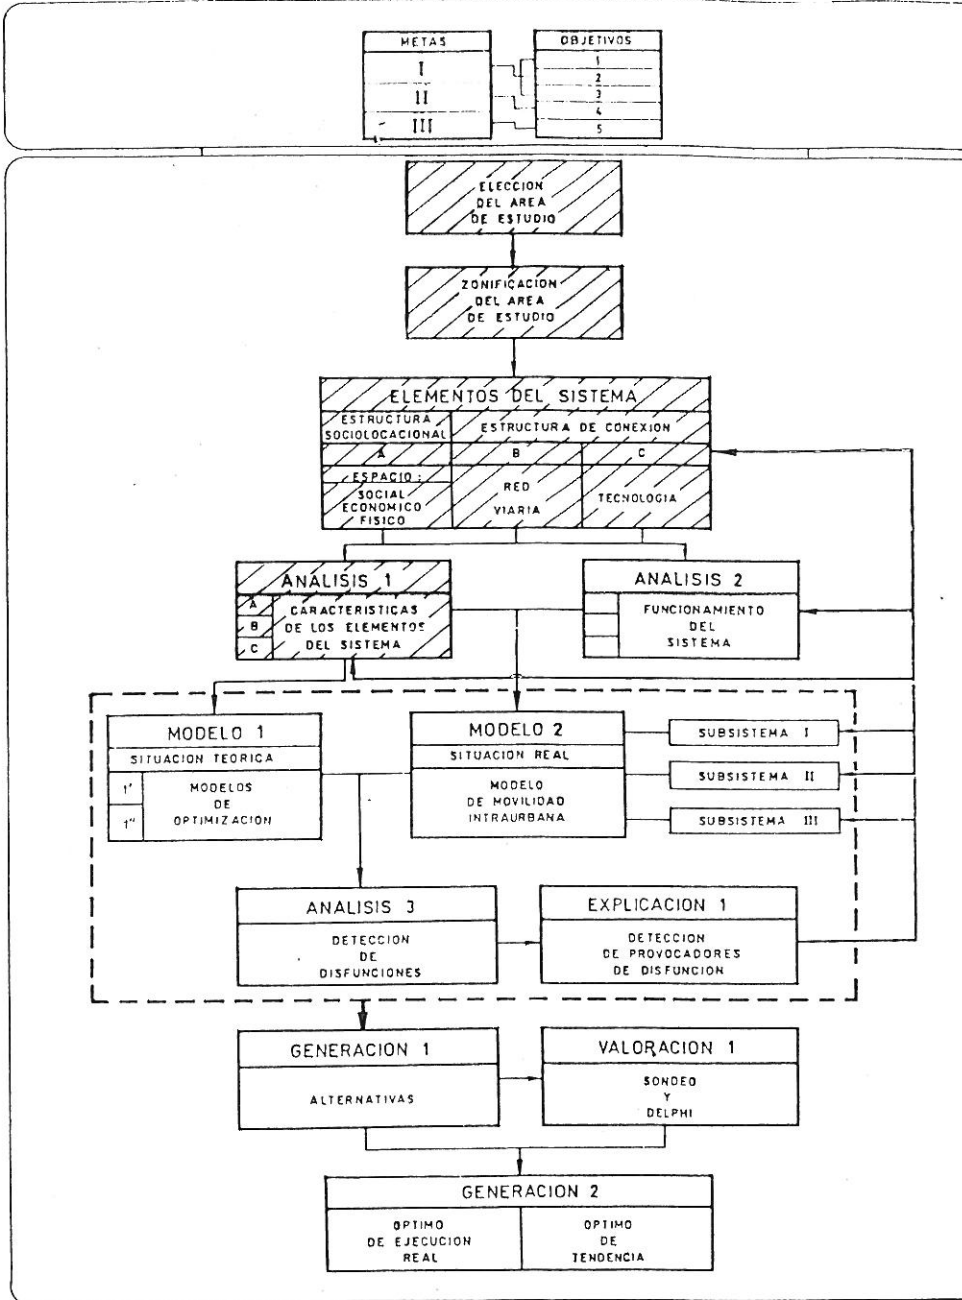 METAS
I
II
III
OBJETIVOS
1
2
3
4
5
ELECCION
DEL AREA
DE ESTUDIO
ZONIFICACION
DEL AREA
DE ESTUDIO
ELEMENTOS DEL SISTEMA
ESTRUCTURA
SOCIOLOCACIONAL
ESTRUCTURA DE CONEXION
A
B
C
ESPACIO:
SOCIAL
ECONOMICO
FISICO
RED
VIARIA
TECNOLOGIA
ANALISIS 1
A
B
C
CARACTERISTICAS
DE LOS ELEMENTOS
DEL SISTEMA
ANALISIS 2
FUNCIONAMIENTO
DEL
SISTEMA
MODELO 1
SITUACION TEORICA
1'
1"
MODELOS
DE
OPTIMIZACION
MODELO 2
SITUACION REAL
MODELO
DE MOVILIDAD
INTRAURBANA
SUBSISTEMA I
SUBSISTEMA II
SUBSISTEMA III
ANALISIS 3
DETECCION
DE
DISFUNCIONES
EXPLICACION 1
DETECCION
DE PROVOCADORES
DE DISFUNCION
GENERACION 1
ALTERNATIVAS
VALORACION 1
SONDEO
Y
DELPHI
GENERACION 2
OPTIMO
DE EJECUCION
REAL
OPTIMO
DE
TENDENCIA